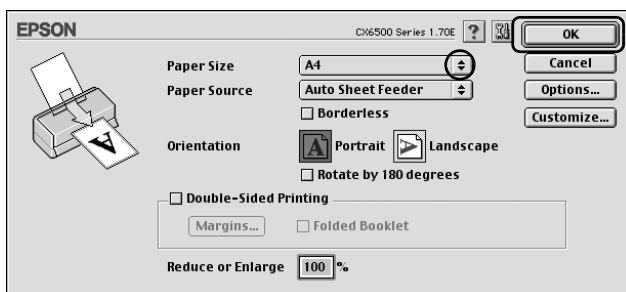 EPSON CX6500 Series 1.70E ? OK
Paper Size A4 Cancel
Paper Source Auto Sheet Feeder Options...
Borderless Customize...
Orientation A Portrait A Landscape
Rotate by 180 degrees
Double-Sided Printing
Margins... Folded Booklet
Reduce or Enlarge 100 %
A